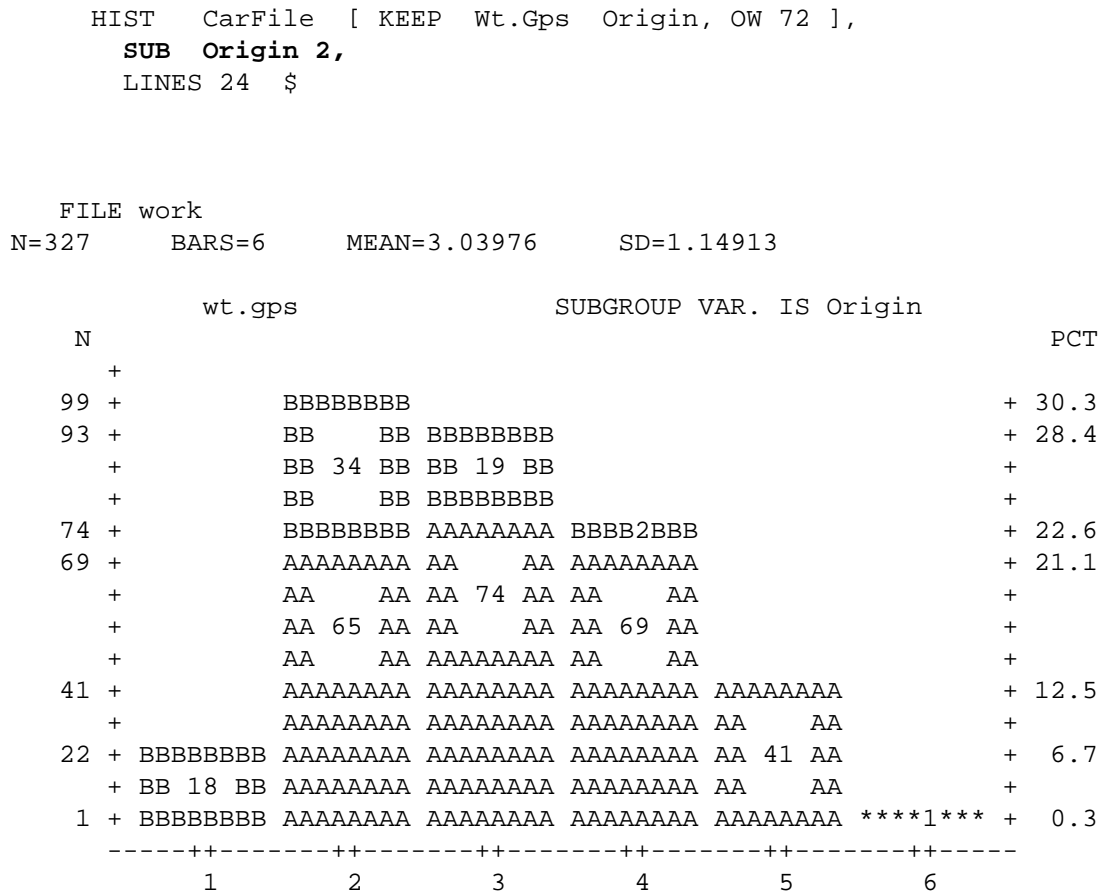 HIST   CarFile  [ KEEP  Wt.Gps  Origin, OW 72 ],
  SUB  Origin 2,
  LINES 24  $
   FILE work
N=327      BARS=6     MEAN=3.03976     SD=1.14913
            wt.gps                SUBGROUP VAR. IS Origin
    N                                                            PCT
      +
   99 +          BBBBBBBB                                     + 30.3
   93 +          BB    BB BBBBBBBB                            + 28.4
      +          BB 34 BB BB 19 BB                            +
      +          BB    BB BBBBBBBB                            +
   74 +          BBBBBBBB AAAAAAAA BBBB2BBB                   + 22.6
   69 +          AAAAAAAA AA    AA AAAAAAAA                   + 21.1
      +          AA    AA AA 74 AA AA    AA                   +
      +          AA 65 AA AA    AA AA 69 AA                   +
      +          AA    AA AAAAAAAA AA    AA                   +
   41 +          AAAAAAAA AAAAAAAA AAAAAAAA AAAAAAAA          + 12.5
      +          AAAAAAAA AAAAAAAA AAAAAAAA AA    AA          +
   22 + BBBBBBBB AAAAAAAA AAAAAAAA AAAAAAAA AA 41 AA          +  6.7
      + BB 18 BB AAAAAAAA AAAAAAAA AAAAAAAA AA    AA          +
    1 + BBBBBBBB AAAAAAAA AAAAAAAA AAAAAAAA AAAAAAAA ****1*** +  0.3
      -----++-------++-------++-------++-------++-------++-----
            1        2        3        4        5        6